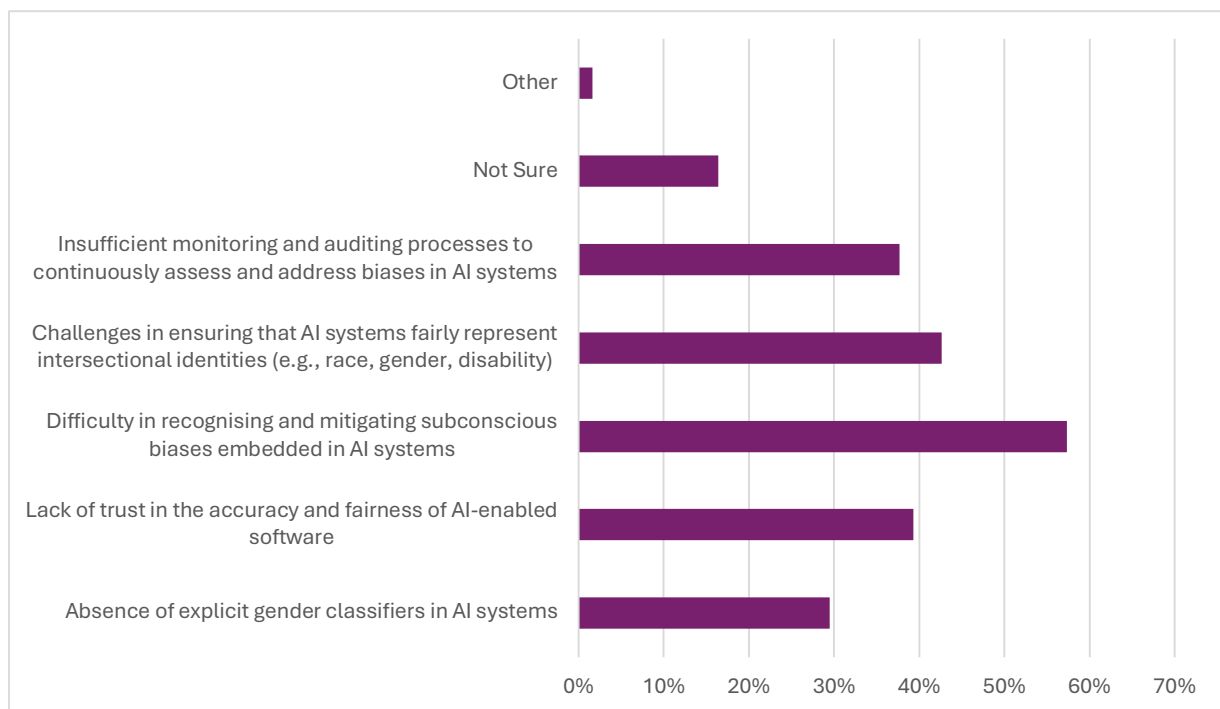 Other
Not Sure
Insufficient monitoring and auditing processes to
continuously assess and address biases in AI systems
Challenges in ensuring that AI systems fairly represent
intersectional identities (e.g., race, gender, disability)
Difficulty in recognising and mitigating subconscious
biases embedded in AI systems
Lack of trust in the accuracy and fairness of AI-enabled
software
Absence of explicit gender classifiers in AI systems
0% 10% 20% 30% 40% 50% 60% 70%